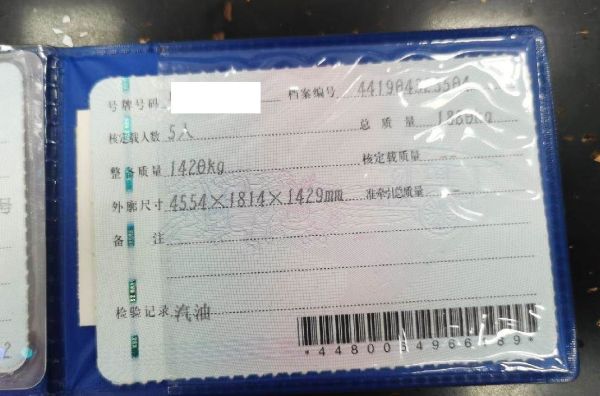 号牌号码 档案编号
核定载人数 5人 总质量
整备质量 1420kg 核定载质量 --
外廓尺寸 4554×1814×1429mm 准牵引总质量 --
备注
检验记录 汽油